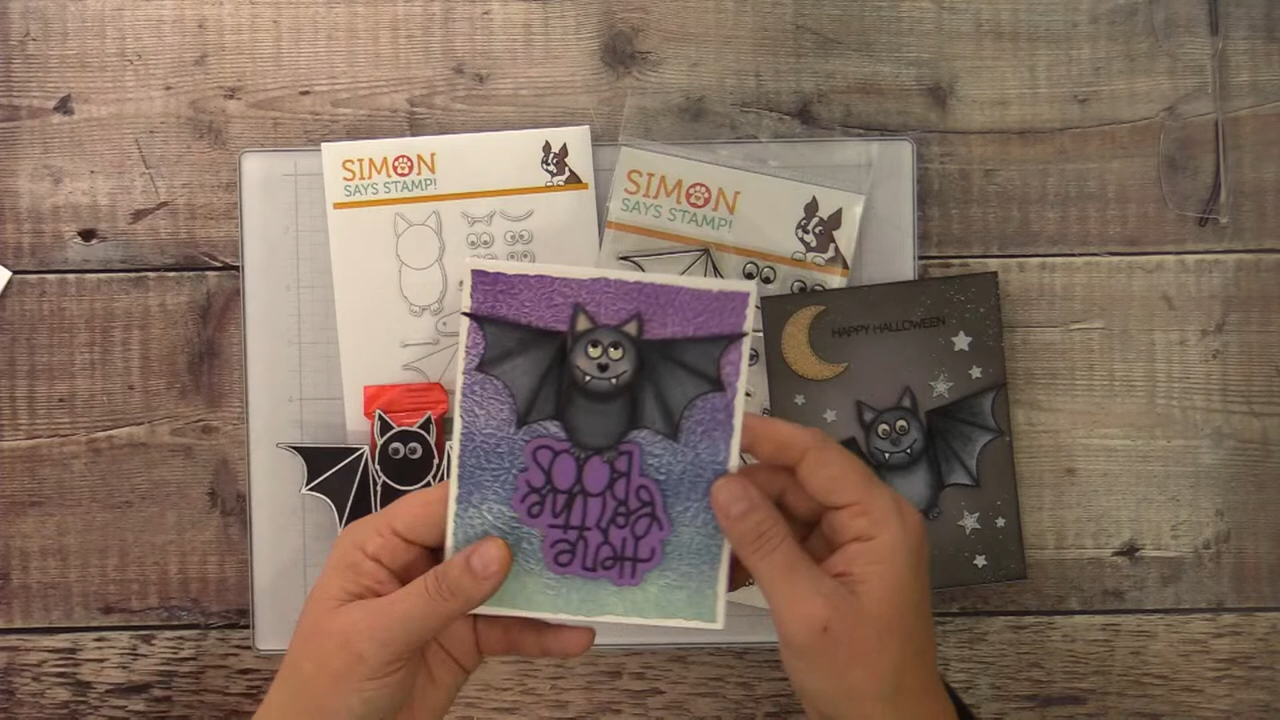 SIMON
SAYS STAMP!
SIMON
SAYS STAMP!
HAPPY HALLOWEEN
Here
for the
BOOS